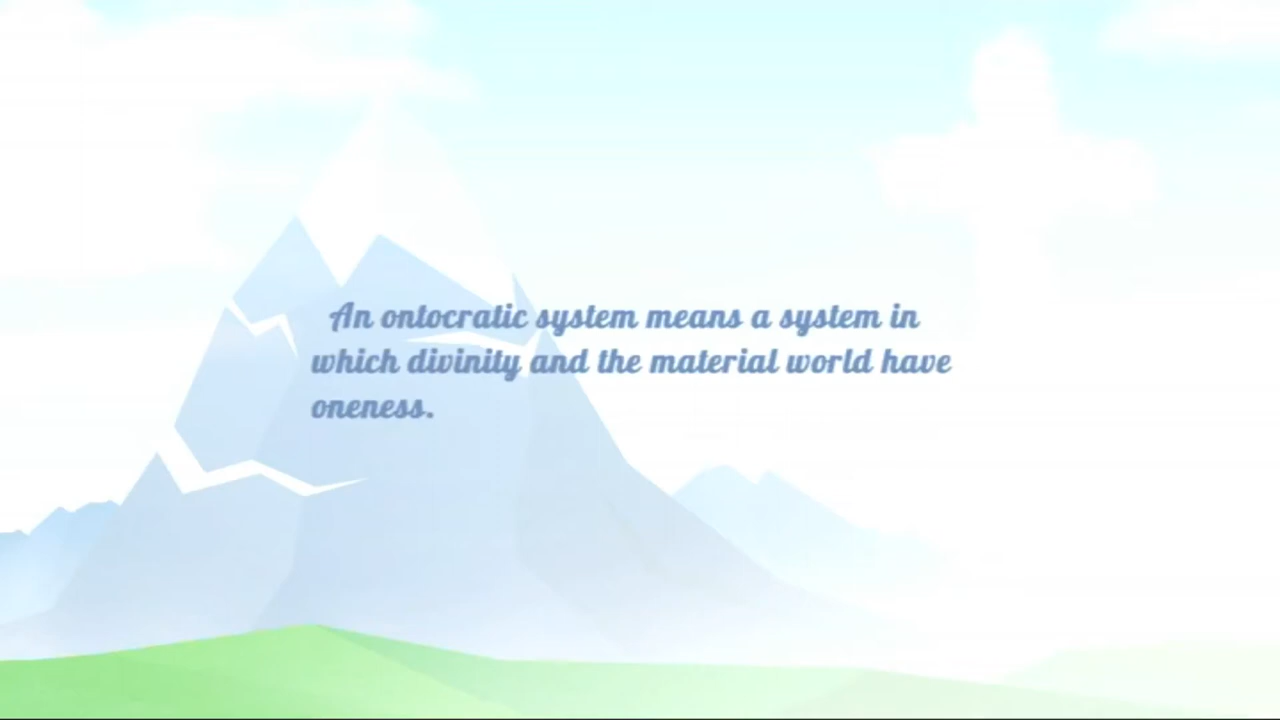 An ontocratic system means a system in
which divinity and the material world have
oneness.